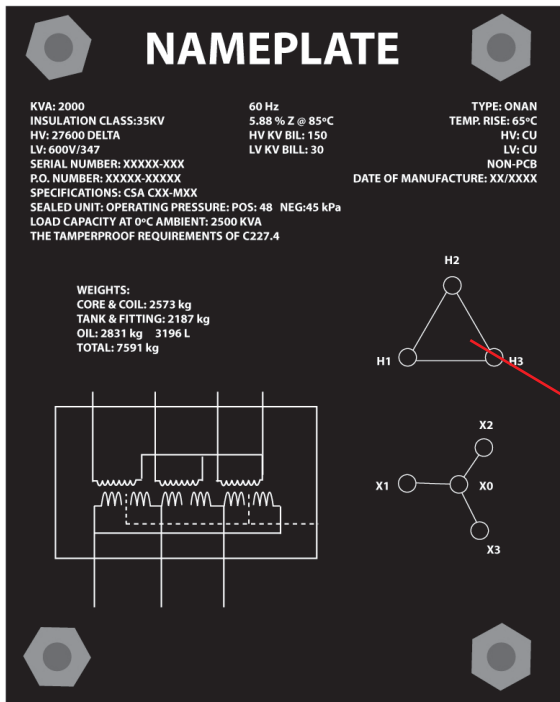 NAMEPLATE
KVA: 2000 60 Hz TYPE: ONAN
INSULATION CLASS:35KV 5.88 % Z @ 85ºC TEMP. RISE: 65ºC
HV: 27600 DELTA HV KV BIL: 150 HV: CU
LV: 600V/347 LV KV BILL: 30 LV: CU
SERIAL NUMBER: XXXXX-XXX NON-PCB
P.O. NUMBER: XXXXX-XXXXX DATE OF MANUFACTURE: XX/XXXX
SPECIFICATIONS: CSA CXX-MXX
SEALED UNIT: OPERATING PRESSURE: POS: 48 NEG:45 kPa
LOAD CAPACITY AT 0ºC AMBIENT: 2500 KVA
THE TAMPERPROOF REQUIREMENTS OF C227.4
WEIGHTS:
CORE & COIL: 2573 kg
TANK & FITTING: 2187 kg
OIL: 2831 kg 3196 L
TOTAL: 7591 kg
H2
H1 H3
X2
X1 X0
X3